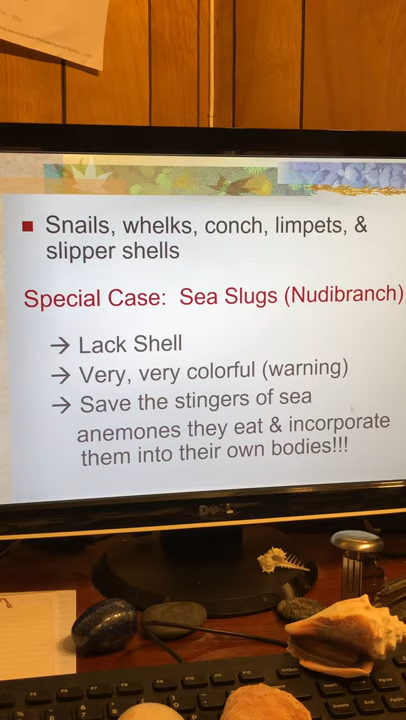 ■ Snails, whelks, conch, limpets, &
slipper shells
Special Case: Sea Slugs (Nudibranch)
→ Lack Shell
→ Very, very colorful (warning)
→ Save the stingers of sea
anemones they eat & incorporate
them into their own bodies!!!
DELL